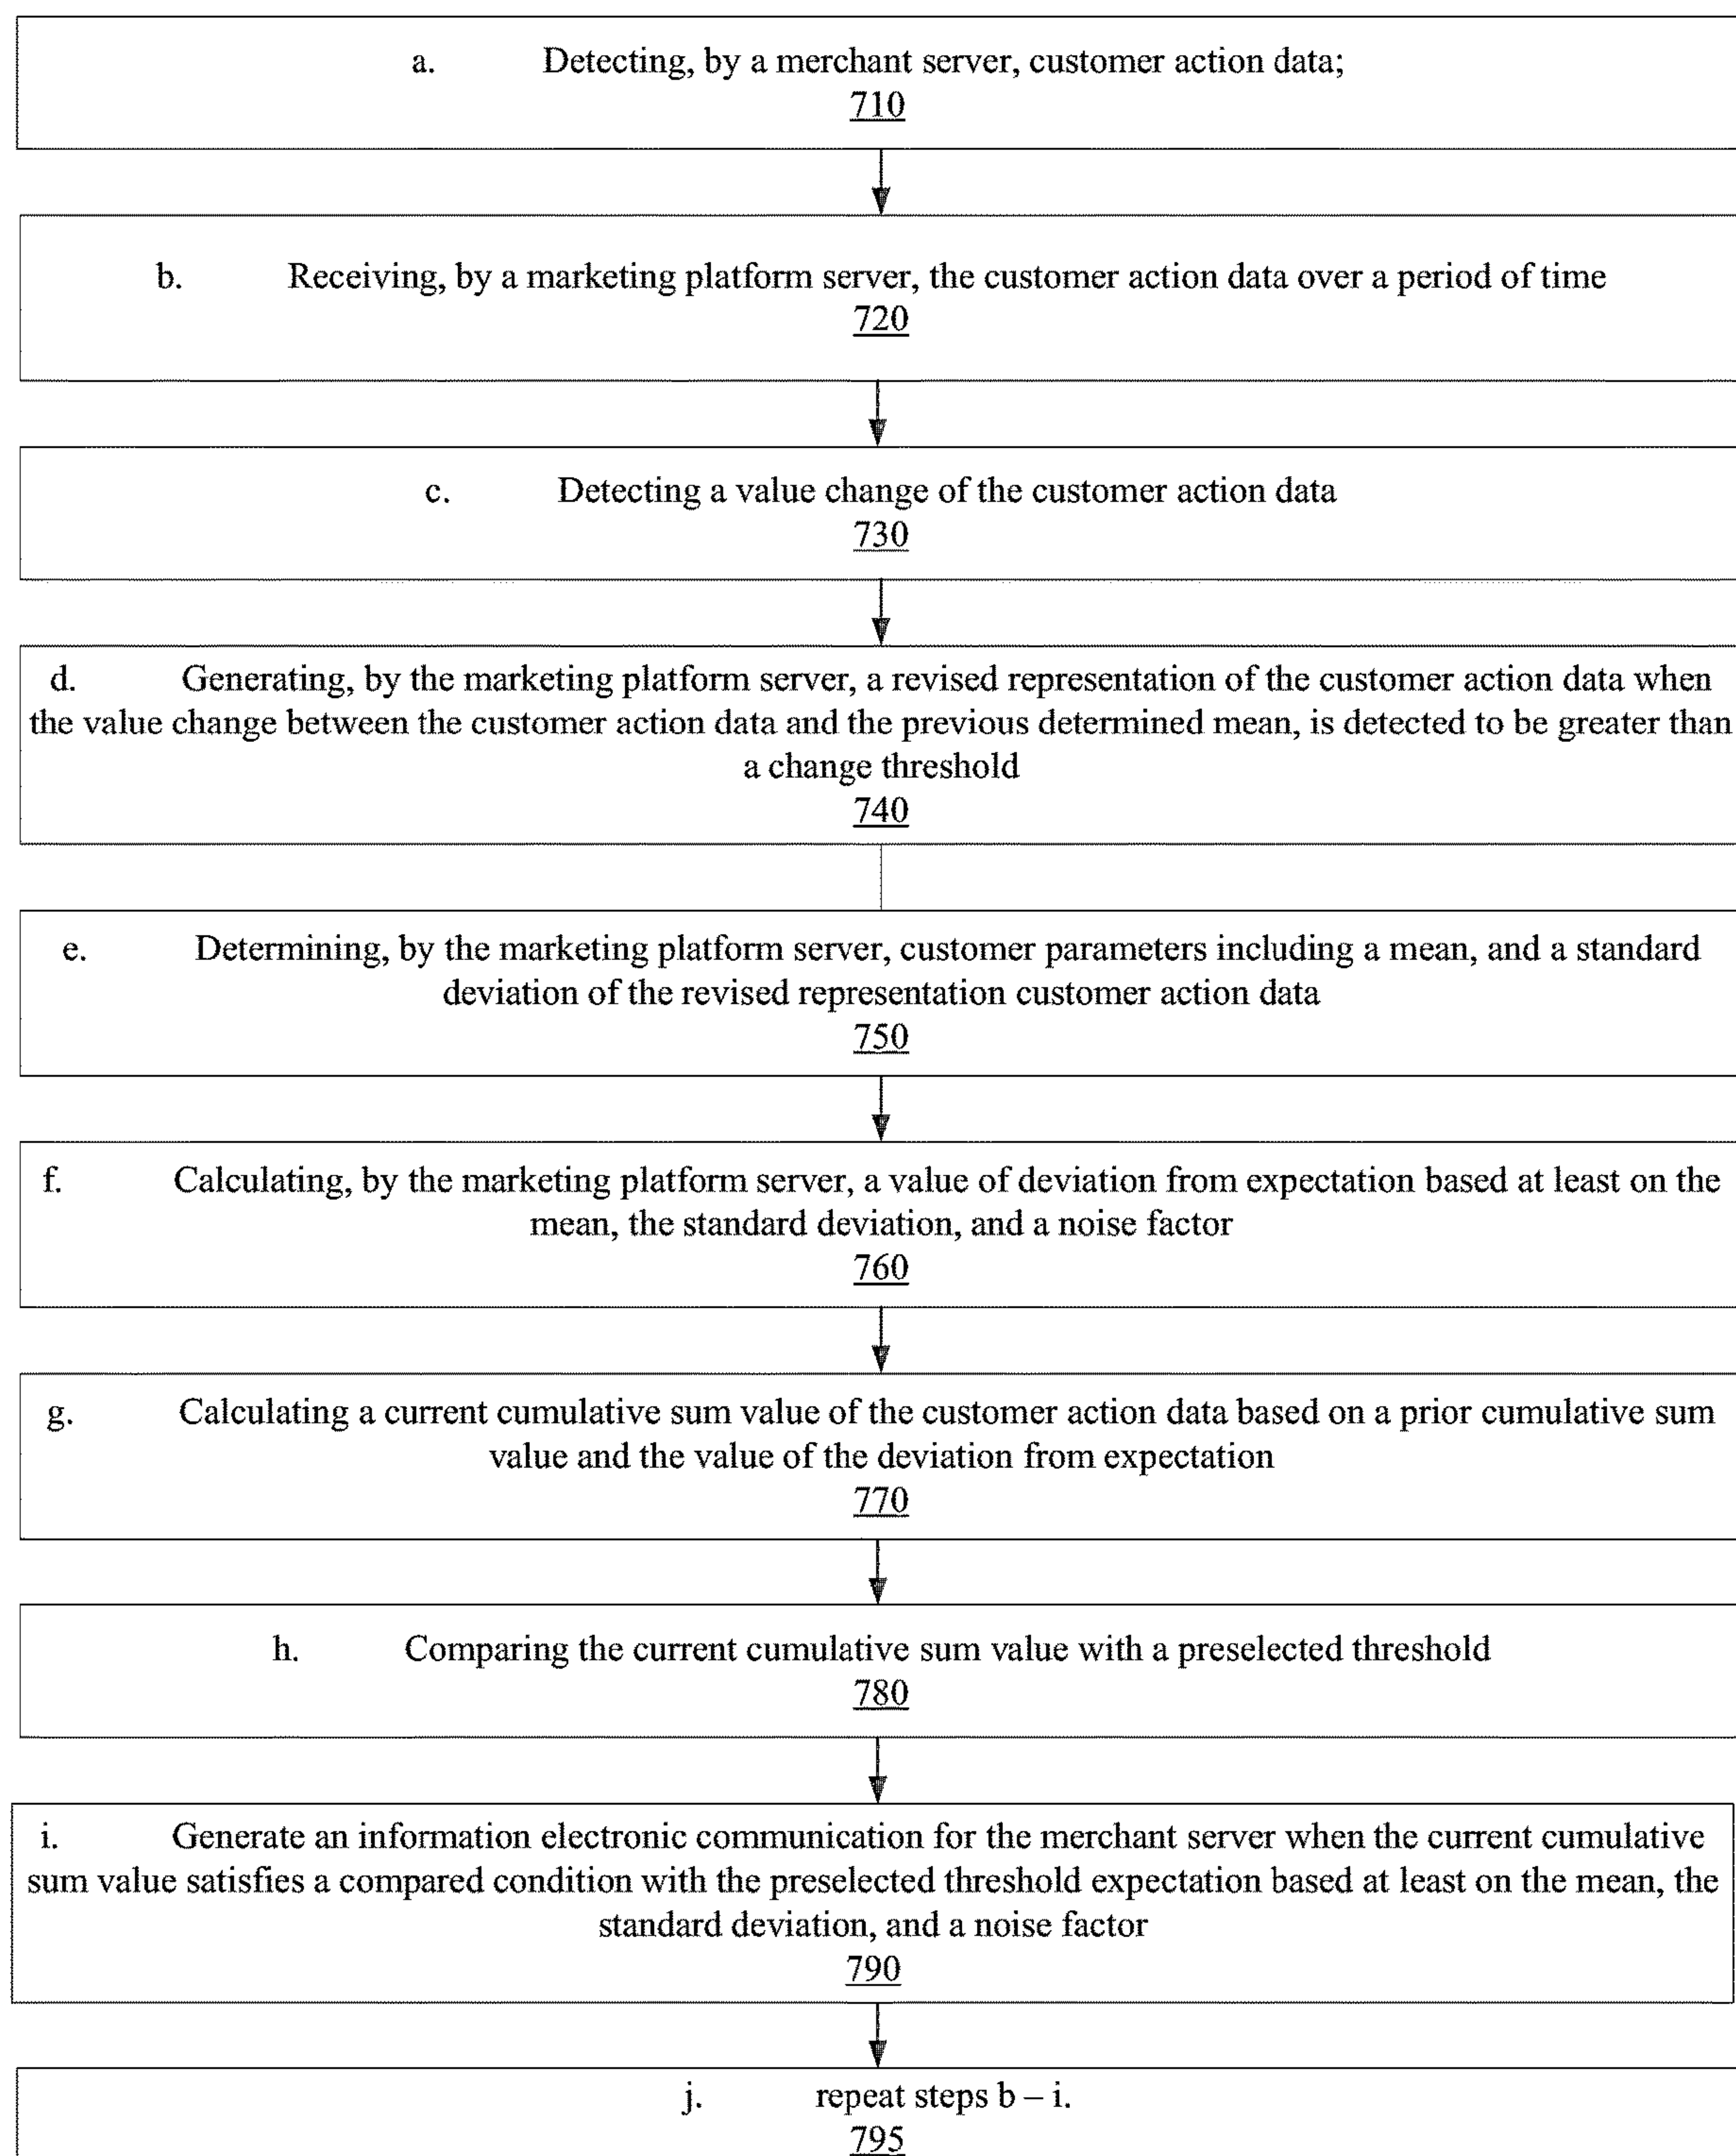 a. Detecting, by a merchant server, customer action data;
710
b. Receiving, by a marketing platform server, the customer action data over a period of time
720
c. Detecting a value change of the customer action data
730
d. Generating, by the marketing platform server, a revised representation of the customer action data when
the value change between the customer action data and the previous determined mean, is detected to be greater than
a change threshold
740
e. Determining, by the marketing platform server, customer parameters including a mean, and a standard
deviation of the revised representation customer action data
750
f. Calculating, by the marketing platform server, a value of deviation from expectation based at least on the
mean, the standard deviation, and a noise factor
760
g. Calculating a current cumulative sum value of the customer action data based on a prior cumulative sum
value and the value of the deviation from expectation
770
h. Comparing the current cumulative sum value with a preselected threshold
780
i. Generate an information electronic communication for the merchant server when the current cumulative
sum value satisfies a compared condition with the preselected threshold expectation based at least on the mean, the
standard deviation, and a noise factor
790
j. repeat steps b – i.
795